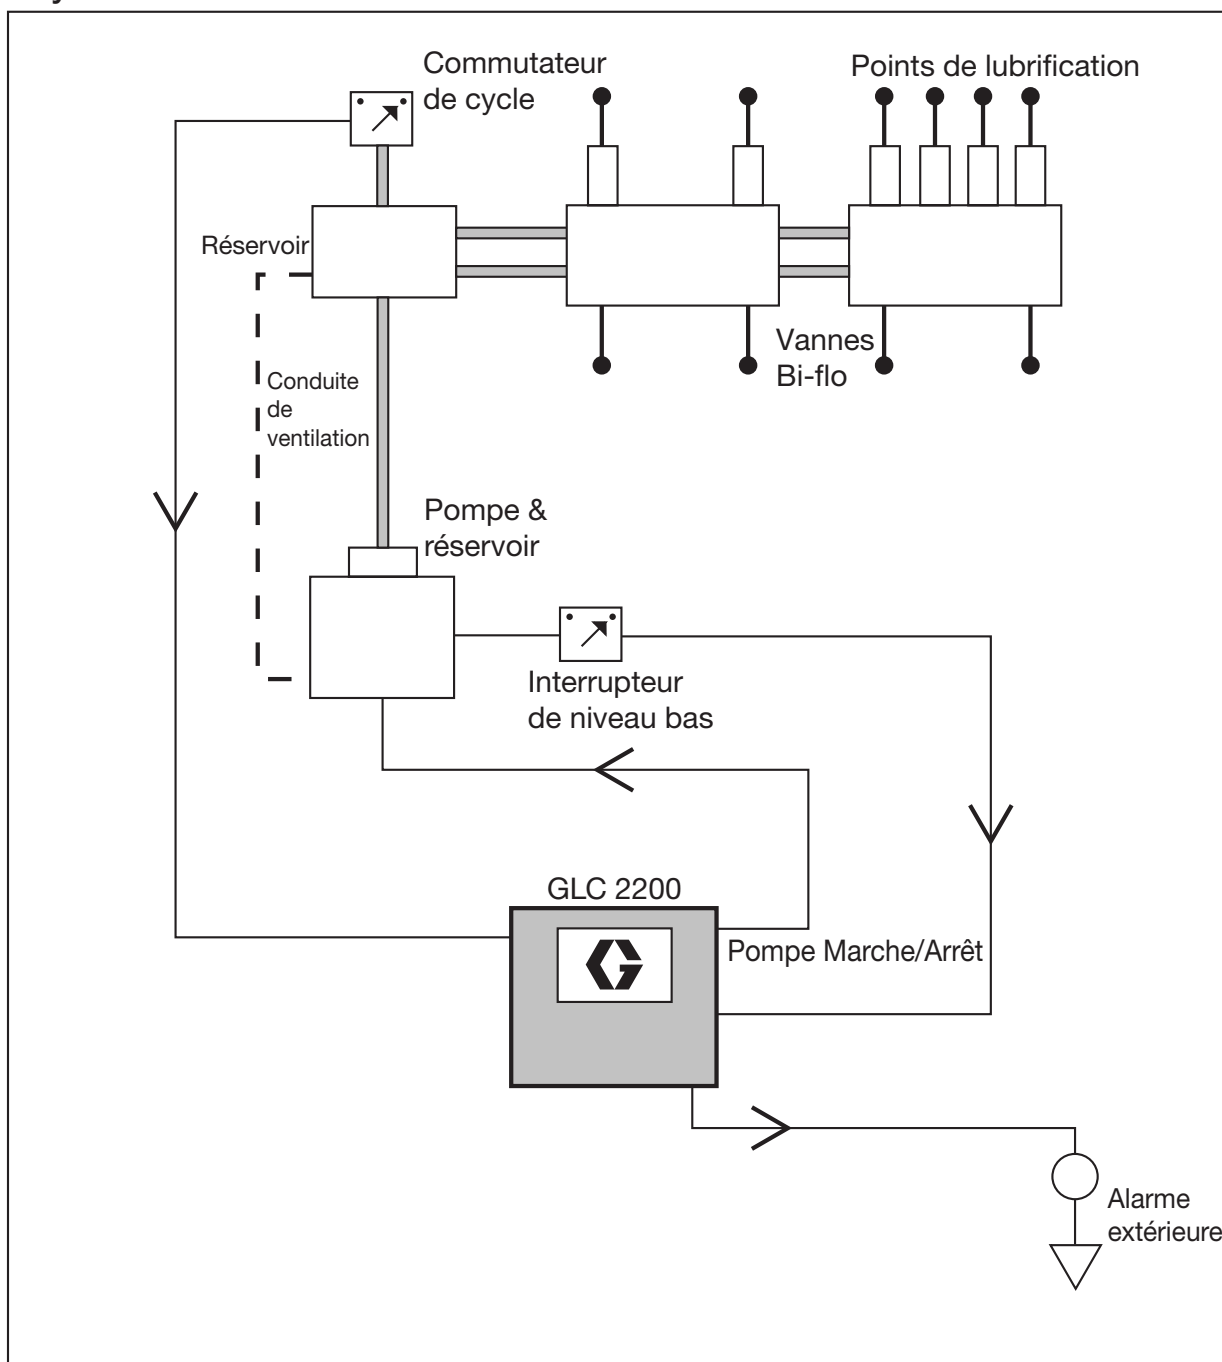 Commutateur
de cycle
Points de lubrification
Réservoir
Vannes
Bi-flo
Conduite
de
ventilation
Pompe &
réservoir
Interrupteur
de niveau bas
GLC 2200
Pompe Marche/Arrêt
Alarme
extérieure